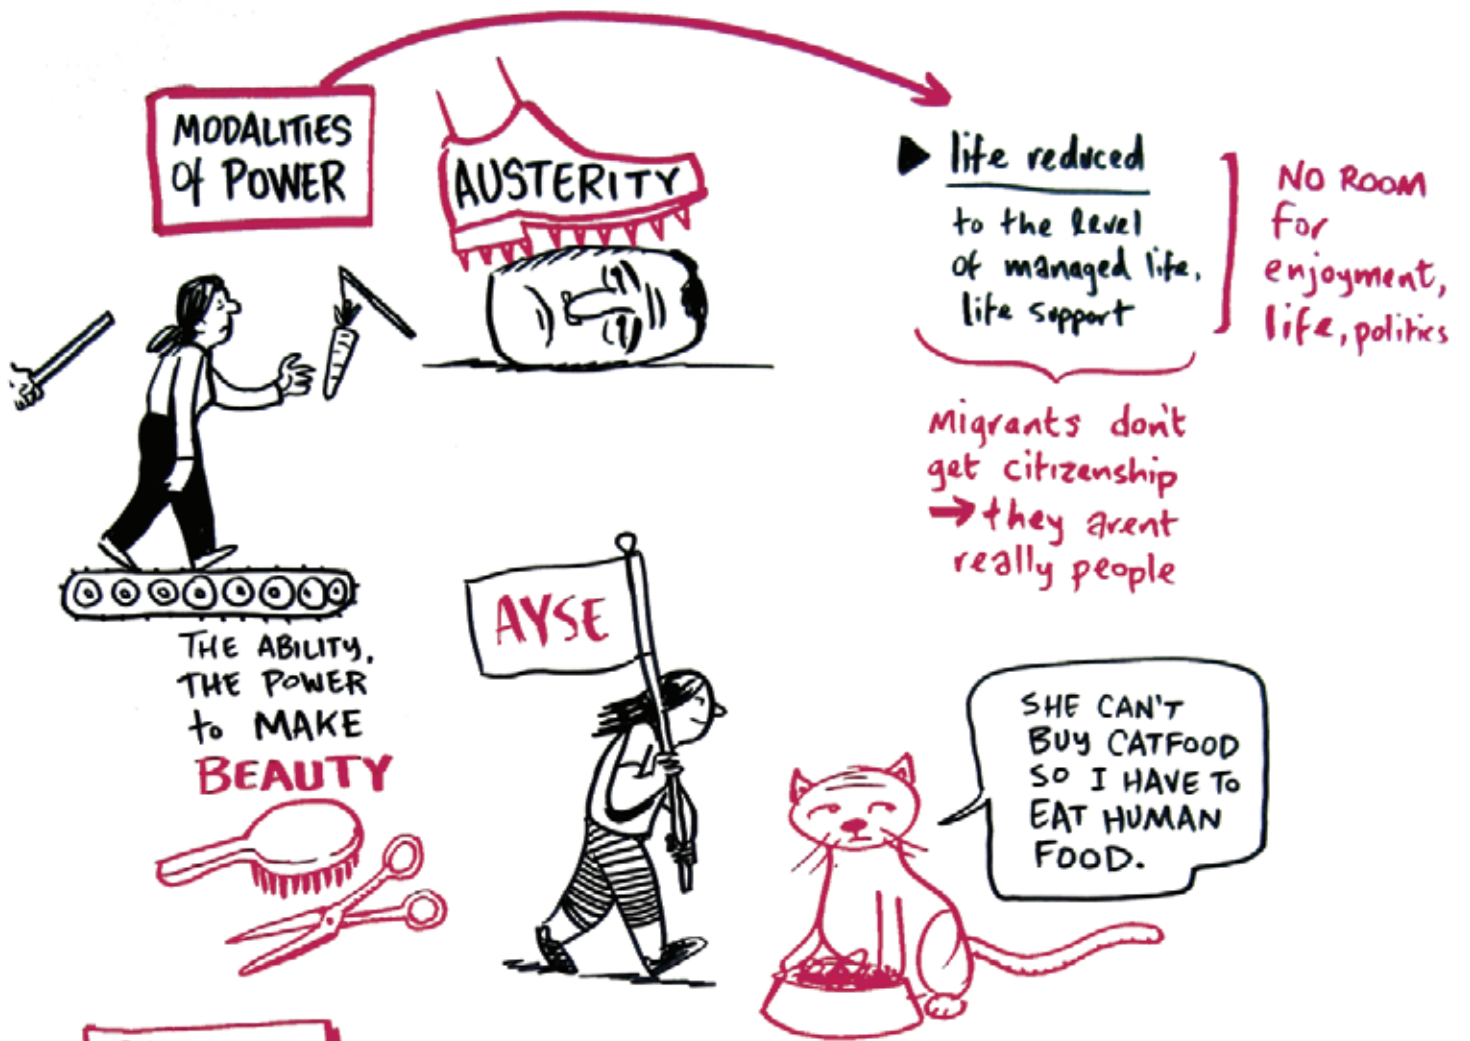 MODALITIES
of POWER
AUSTERITY
life reduced
to the level
of managed life,
life support
NO ROOM
for
enjoyment,
life, politics
Migrants don't
get citizenship
→ they arent
really people
THE ABILITY,
THE POWER
to MAKE
BEAUTY
AYSE
SHE CAN'T
BUY CATFOOD
SO I HAVE TO
EAT HUMAN
FOOD.